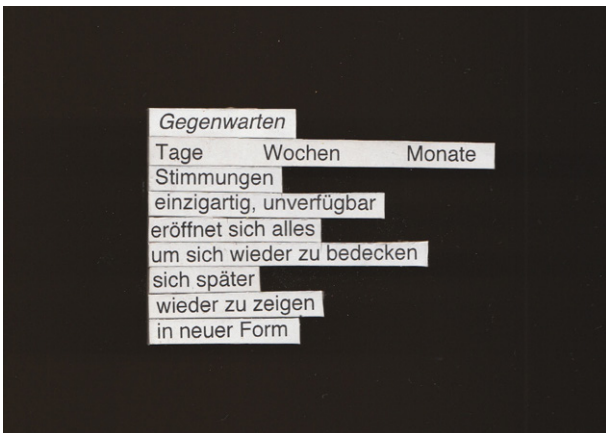 Gegenwarten
Tage Wochen Monate
Stimmungen
einzigartig, unverfügbar
eröffnet sich alles
um sich wieder zu bedecken
sich später
wieder zu zeigen
in neuer Form